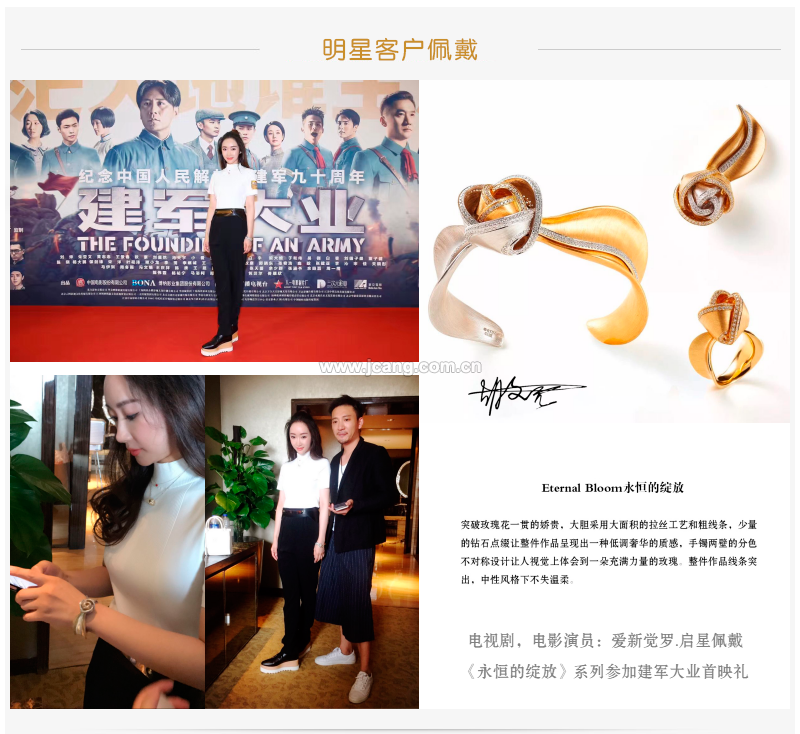 明星客户佩戴
纪念中国人民解放军建军九十周年
建军大业
THE FOUNDING OF AN ARMY
BONA
www.jcang.com.cn
Eternal Bloom永恒的绽放
突破玫瑰花一贯的娇贵，大胆采用大面积的拉丝工艺和粗线条，少量
的钻石点缀让整件作品呈现出一种低调奢华的质感，手镯两壁的分色
不对称设计让人视觉上体会到一朵充满力量的玫瑰。整件作品线条突
出，中性风格下不失温柔。
电视剧，电影演员：爱新觉罗.启星佩戴
《永恒的绽放》系列参加建军大业首映礼